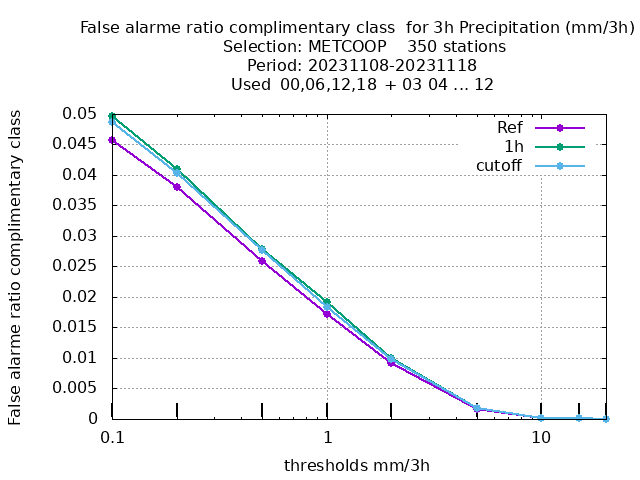 False alarme ratio complimentary class  for 3h Precipitation (mm/3h)
Selection: METCOOP    350 stations
Period: 20231108-20231118
Used  00,06,12,18  + 03 04 ... 12
False alarme ratio complimentary class
0.05
0.045
0.04
0.035
0.03
0.025
0.02
0.015
0.01
0.005
0
Ref
1h
cutoff
0.1
1
10
thresholds mm/3h